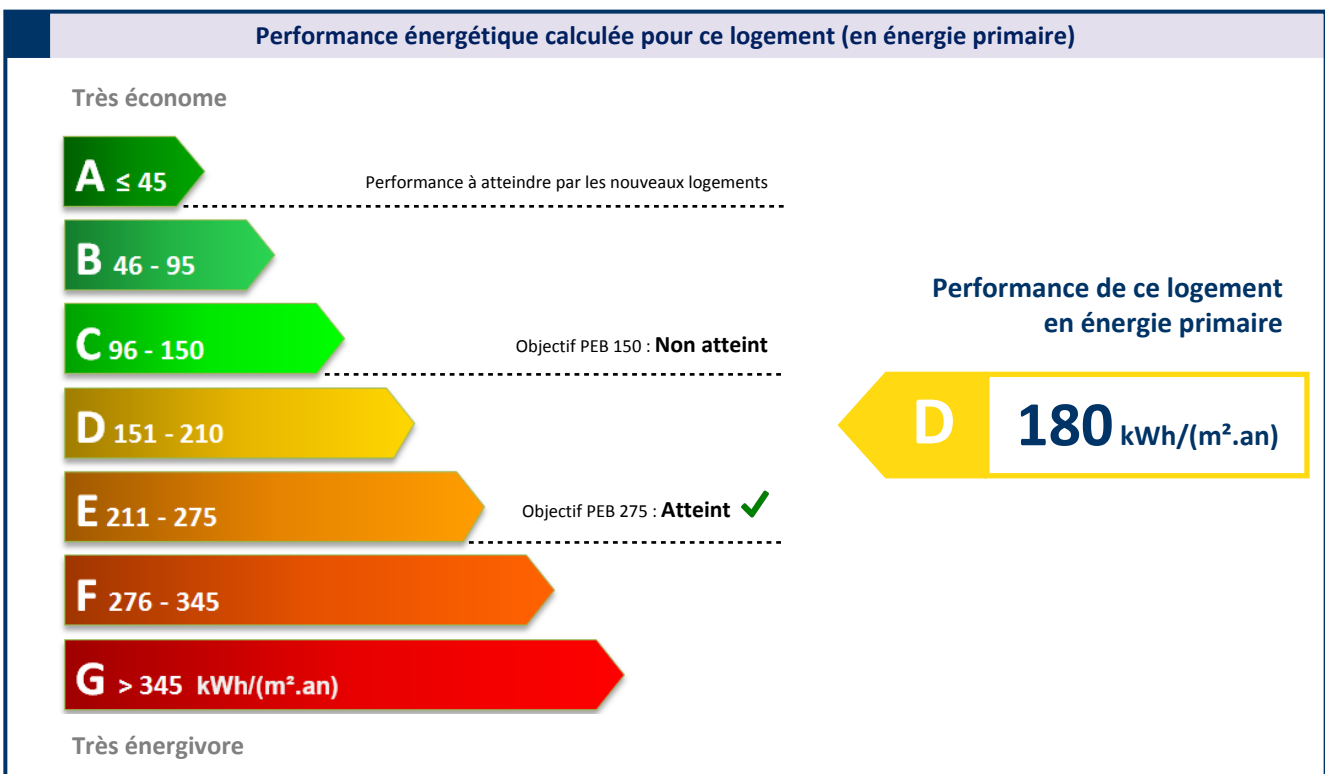 Performance énergétique calculée pour ce logement (en énergie primaire)
Très économe
A ≤ 45
Performance à atteindre par les nouveaux logements
B 46 - 95
C 96 - 150
Objectif PEB 150 : Non atteint
D 151 - 210
E 211 - 275
Objectif PEB 275 : Atteint
F 276 - 345
G > 345 kWh/(m².an)
Très énergivore
Performance de ce logement
en énergie primaire
D 180 kWh/(m².an)